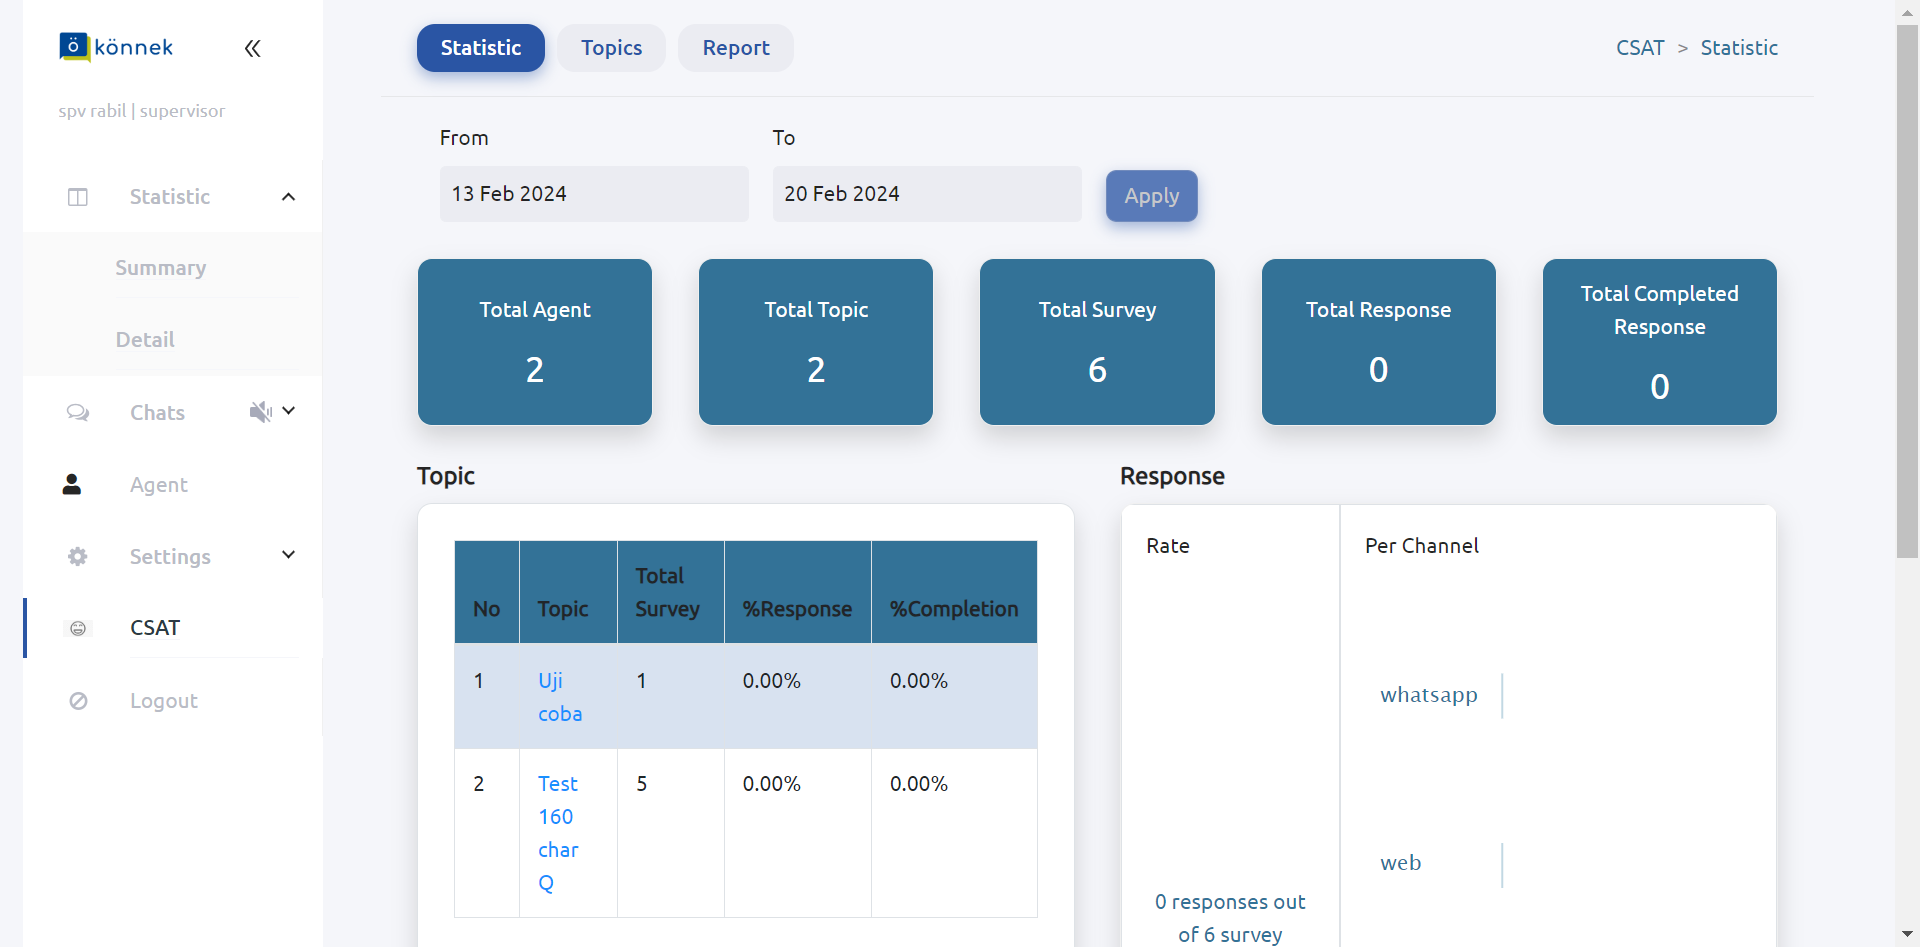 könnek
spv rabil | supervisor
Statistic
Summary
Detail
Chats
Agent
Settings
CSAT
Logout
Statistic
Topics
Report
CSAT > Statistic
From
To
13 Feb 2024
20 Feb 2024
Apply
Total Agent
2
Total Topic
2
Total Survey
6
Total Response
0
Total Completed
Response
0
Topic
No
Topic
Total
Survey
%Response
%Completion
1
Uji
coba
1
0.00%
0.00%
2
Test
160
char
Q
5
0.00%
0.00%
Response
Rate
0 responses out
of 6 survey
Per Channel
whatsapp
web